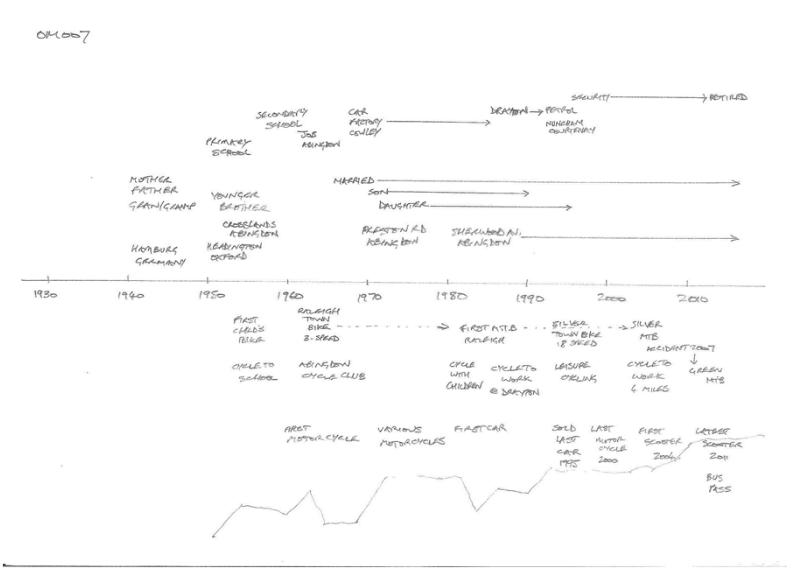 OM007
SECURITY RETIRED
SECONDARY SCHOOL
CAR FACTORY COWLEY
DRAYTON PETROL NUNEHAM COURTENAY
JOB ABINGDON
PRIMARY SCHOOL
MOTHER
FATHER
GRAN/GRAMP
YOUNGER BROTHER
MARRIED
SON
DAUGHTER
CROSSLANDS ABINGDON
HAMBURG GERMANY
HEADINGTON OXFORD
PRESTON RD ABINGDON
SHERWOOD AV. ABINGDON
1930 1940 1950 1960 1970 1980 1990 2000 2010
FIRST CHILD'S BIKE
RALEIGH TOWN BIKE 3-SPEED
FIRST MTB RALEIGH
SILVER TOWN BIKE 18 SPEED
SILVER MTB
ACCIDENT 2007
GREEN MTB
CYCLE TO SCHOOL
ABINGDON CYCLE CLUB
CYCLE WITH CHILDREN
CYCLE TO WORK @ DRAYTON
LEISURE CYCLING
CYCLE TO WORK 6 MILES
FIRST MOTORCYCLE
VARIOUS MOTORCYCLES
FIRST CAR
SOLD LAST CAR 1995
LAST MOTOR CYCLE 2000
FIRST SCOOTER
LATEST SCOOTER 2011
BUS PASS